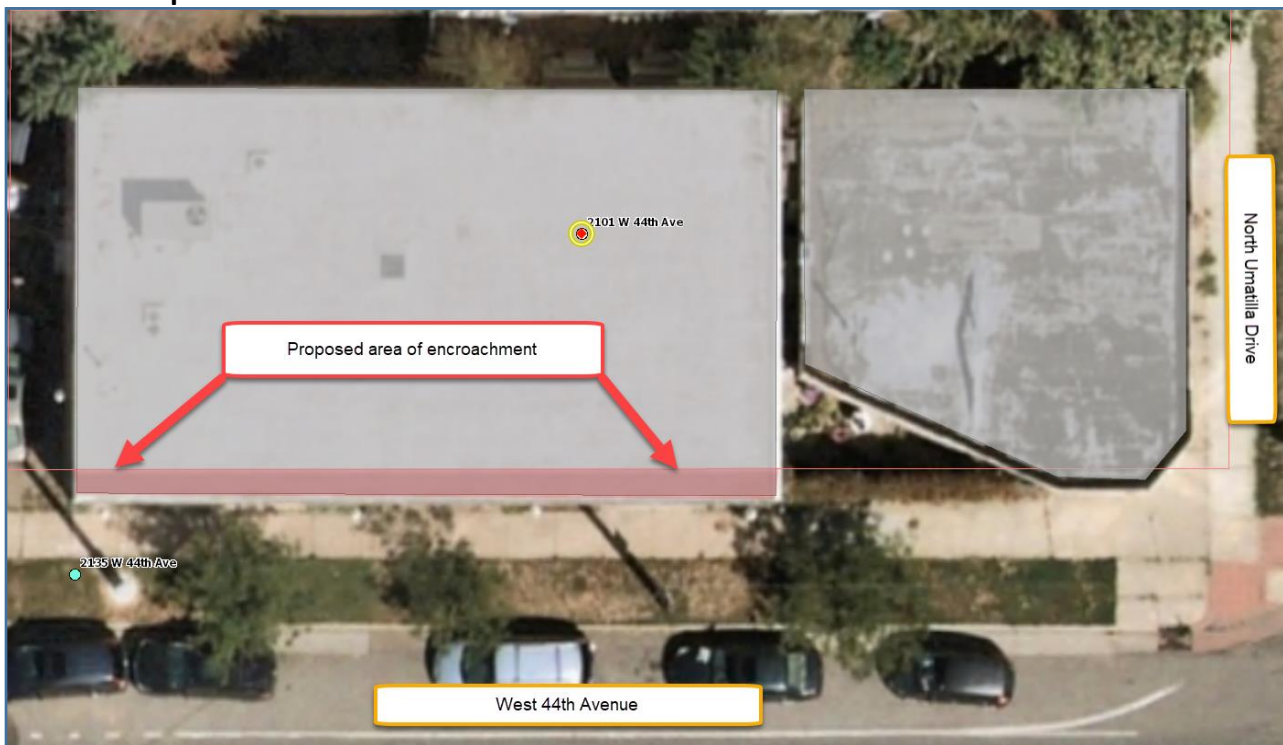 2101 W 44th Ave
North Umatilla Drive
Proposed area of encroachment
2135 W 44th Ave
West 44th Avenue